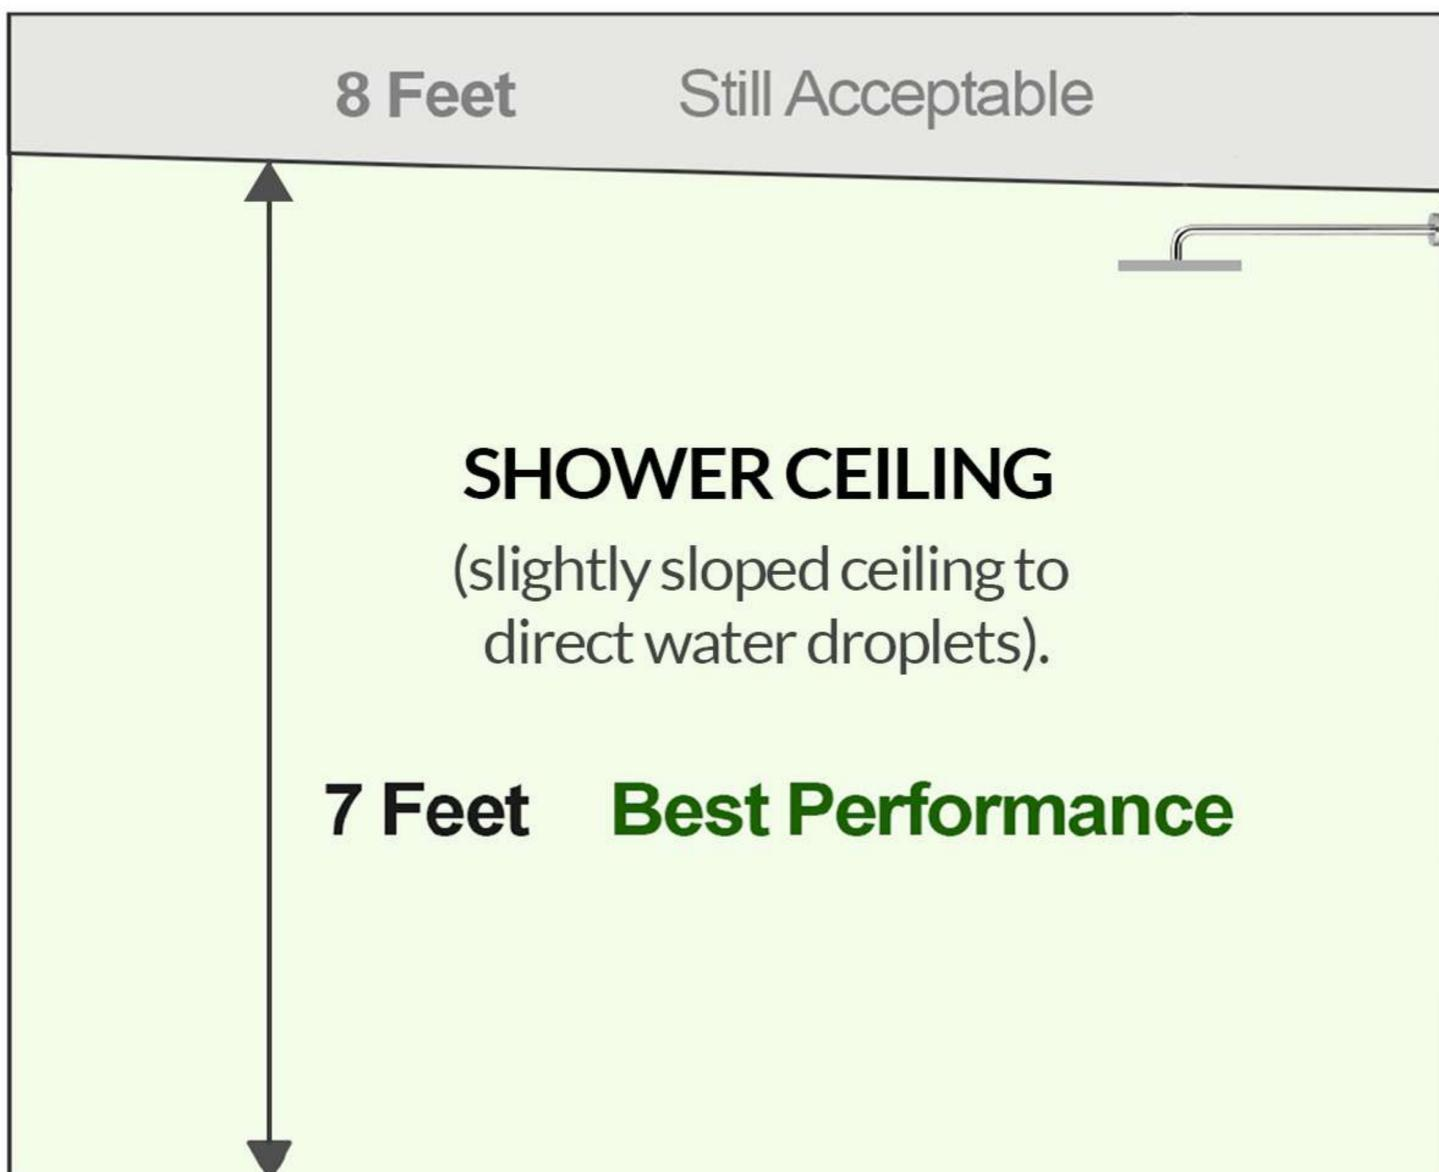 8 Feet Still Acceptable
SHOWER CEILING
(slightly sloped ceiling to
direct water droplets).
7 Feet Best Performance